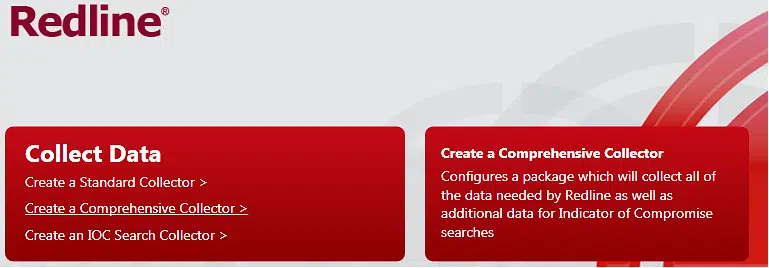 Redline®
Collect Data
Create a Standard Collector >
Create a Comprehensive Collector >
Create an IOC Search Collector >
Create a Comprehensive Collector
Configures a package which will collect all of
the data needed by Redline as well as
additional data for Indicator of Compromise
searches